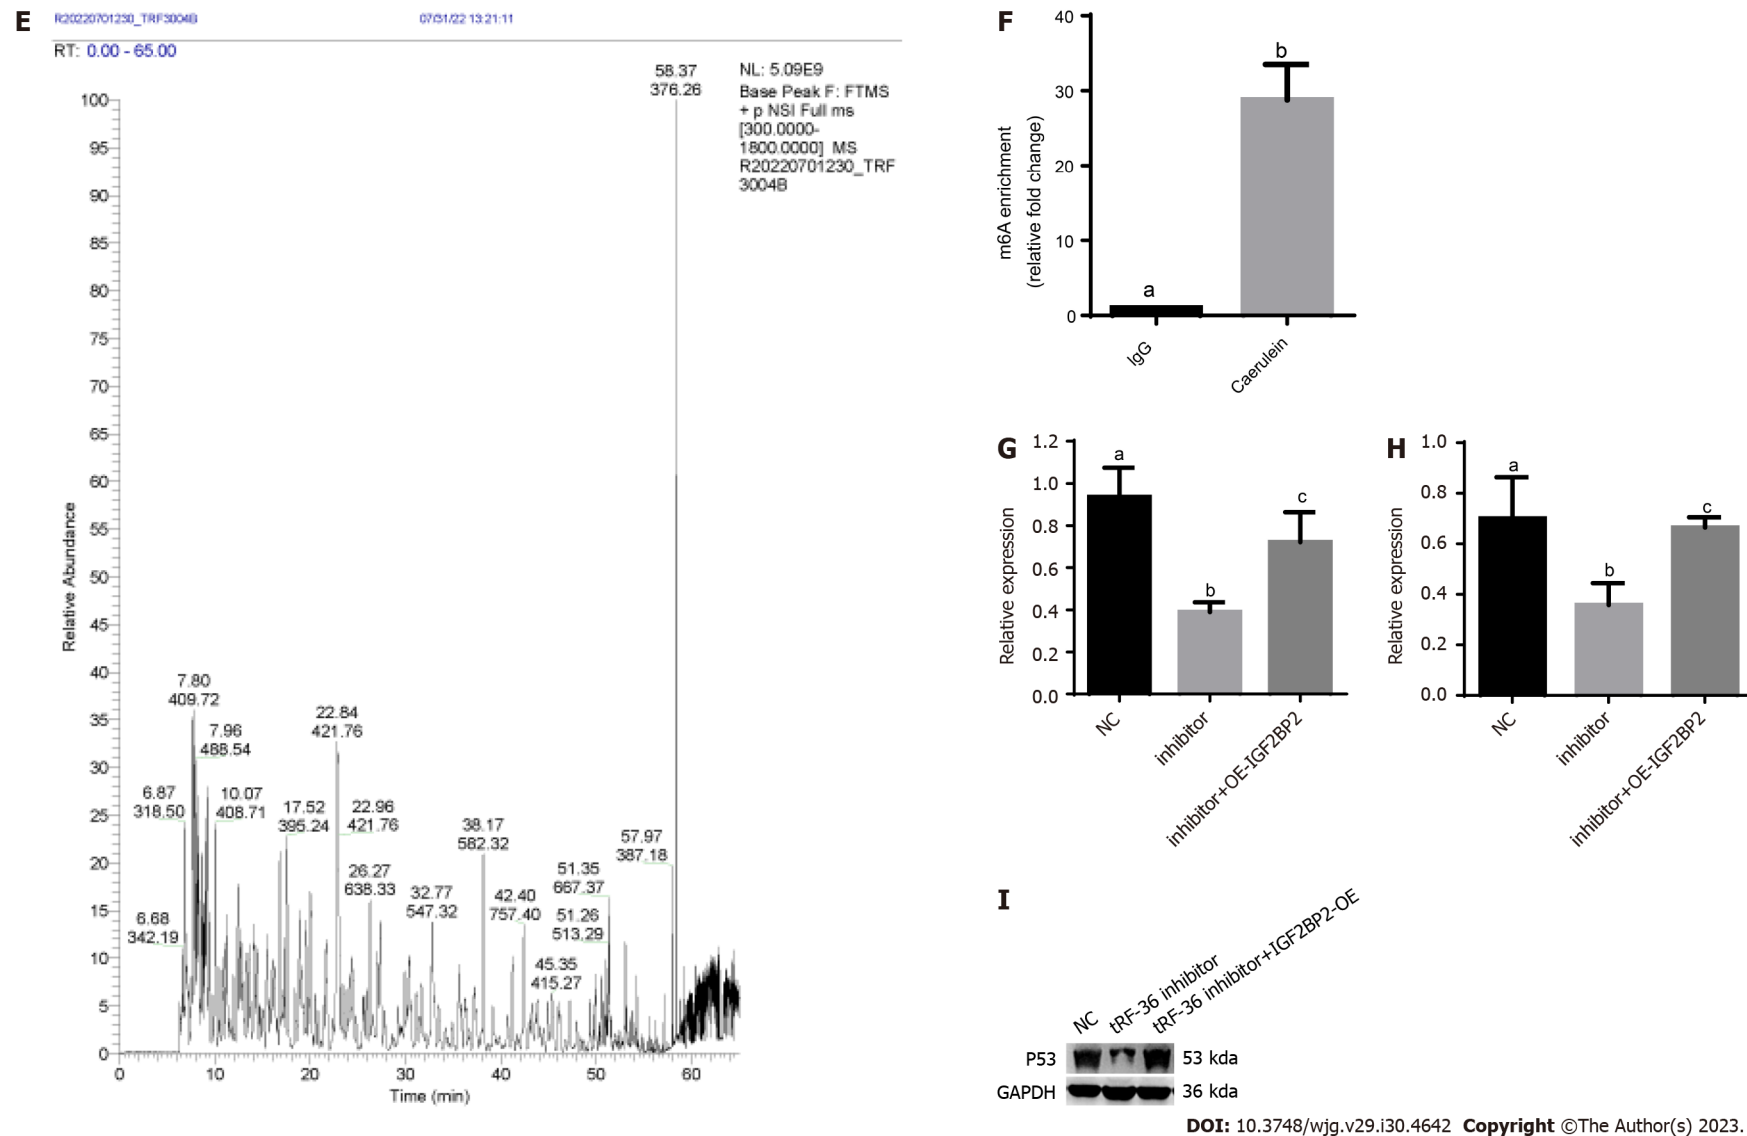 E
R20220701230_TRF3004B 07/31/22 13:21:11
RT: 0.00 - 65.00
58.37
376.26
NL: 5.09E9
Base Peak F: FTMS
+ p NSI Full ms
[300.0000-
1800.0000] MS
R20220701230_TRF
3004B
100
95
90
85
80
75
70
65
60
55
50
45
40
35
30
25
20
15
10
5
0
Relative Abundance
7.80
409.72
7.96
488.54
6.87
318.50
10.07
408.71
6.68
342.19
17.52
395.24
22.84
421.76
22.96
421.76
26.27
638.33
32.77
547.32
38.17
582.32
42.40
757.40
45.35
415.27
51.35
667.37
51.26
513.29
57.97
387.18
0 10 20 30 40 50 60
Time (min)
F
m6A enrichment
(relative fold change)
40
30
20
10
0
a
b
IgG
Caerulein
G
Relative expression
1.2
1.0
0.8
0.6
0.4
0.2
0.0
a
b
c
NC
inhibitor
inhibitor+OE-IGF2BP2
H
Relative expression
1.0
0.8
0.6
0.4
0.2
0.0
a
b
c
NC
inhibitor
inhibitor+OE-IGF2BP2
I
NC
tRF-36 inhibitor
tRF-36 inhibitor+IGF2BP2-OE
P53 53 kda
GAPDH 36 kda
DOI: 10.3748/wjg.v29.i30.4642 Copyright ©The Author(s) 2023.